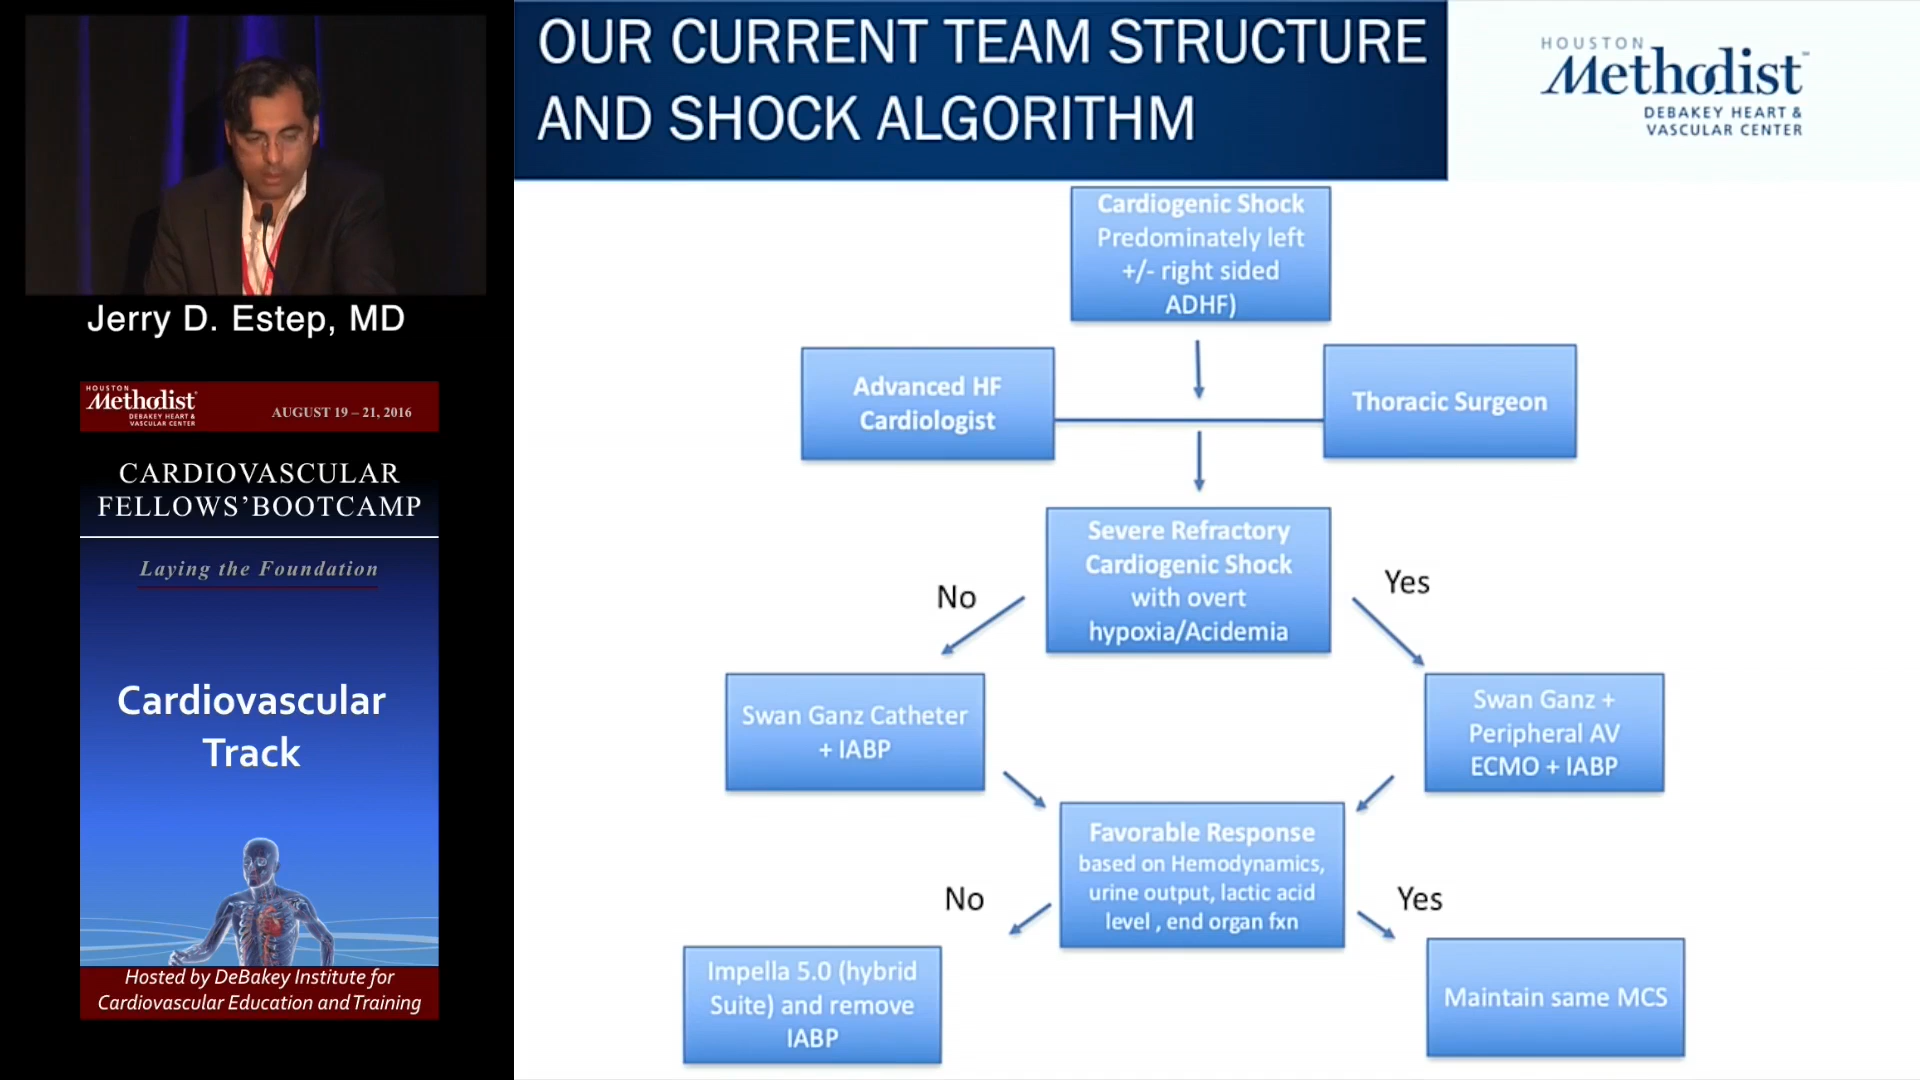 OUR CURRENT TEAM STRUCTURE
AND SHOCK ALGORITHM
HOUSTON
Methodist
DEBAKEY HEART &
VASCULAR CENTER
Jerry D. Estep, MD
HOUSTON
Methodist
DEBAKEY HEART &
VASCULAR CENTER
AUGUST 19 – 21, 2016
CARDIOVASCULAR
FELLOWS’BOOTCAMP
Laying the Foundation
Cardiovascular
Track
Hosted by DeBakey Institute for
Cardiovascular Education and Training
Cardiogenic Shock
Predominately left
+/- right sided
ADHF)
Advanced HF
Cardiologist
Thoracic Surgeon
Severe Refractory
Cardiogenic Shock
with overt
hypoxia/Acidemia
No
Yes
Swan Ganz Catheter
+ IABP
Swan Ganz +
Peripheral AV
ECMO + IABP
Favorable Response
based on Hemodynamics,
urine output, lactic acid
level , end organ fxn
No
Yes
Impella 5.0 (hybrid
Suite) and remove
IABP
Maintain same MCS